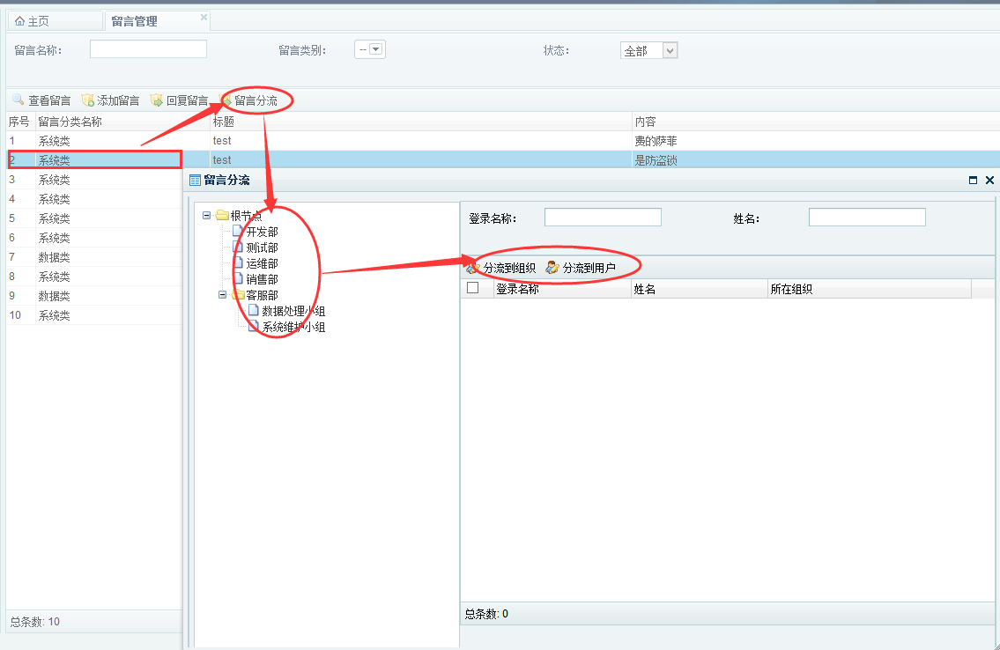 主页 留言管理
留言名称: 留言类别: -- 状态: 全部
查看留言 添加留言 回复留言 留言分流
序号 留言分类名称 标题 内容
1 系统类 test 费的萨菲
2 系统类 test 是防盗锁
3 系统类
4 系统类
5 系统类
6 系统类
7 数据类
8 系统类
9 数据类
10 系统类
总条数: 10
留言分流
根节点
开发部
测试部
运维部
销售部
客服部
数据处理小组
系统维护小组
登录名称: 姓名:
分流到组织 分流到用户
登录名称 姓名 所在组织
总条数: 0